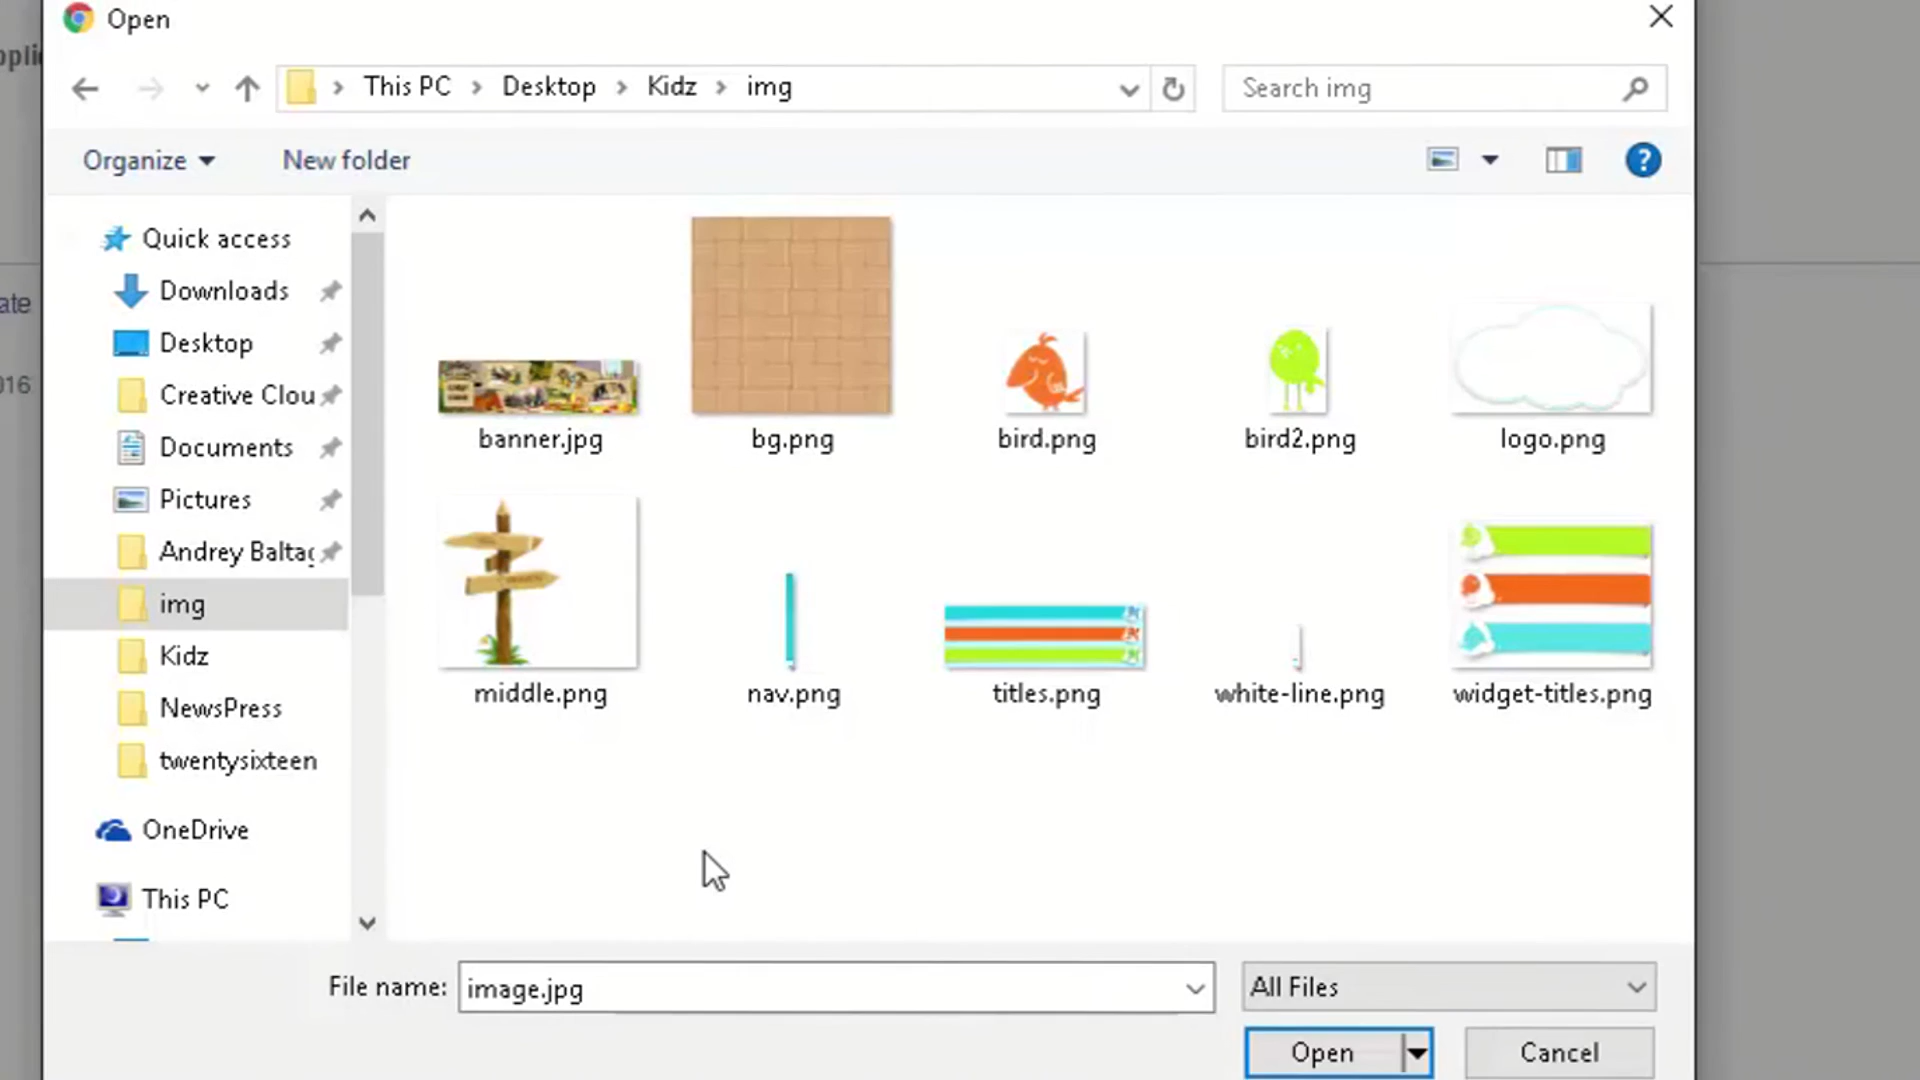 Open
This PC > Desktop > Kidz > img
Search img
Organize
New folder
Quick access
Downloads
Desktop
Creative Clou
Documents
Pictures
Andrey Baltag
img
Kidz
NewsPress
twentysixteen
OneDrive
This PC
banner.jpg
bg.png
bird.png
bird2.png
logo.png
middle.png
nav.png
titles.png
white-line.png
widget-titles.png
File name:
image.jpg
All Files
Open
Cancel
ate
016